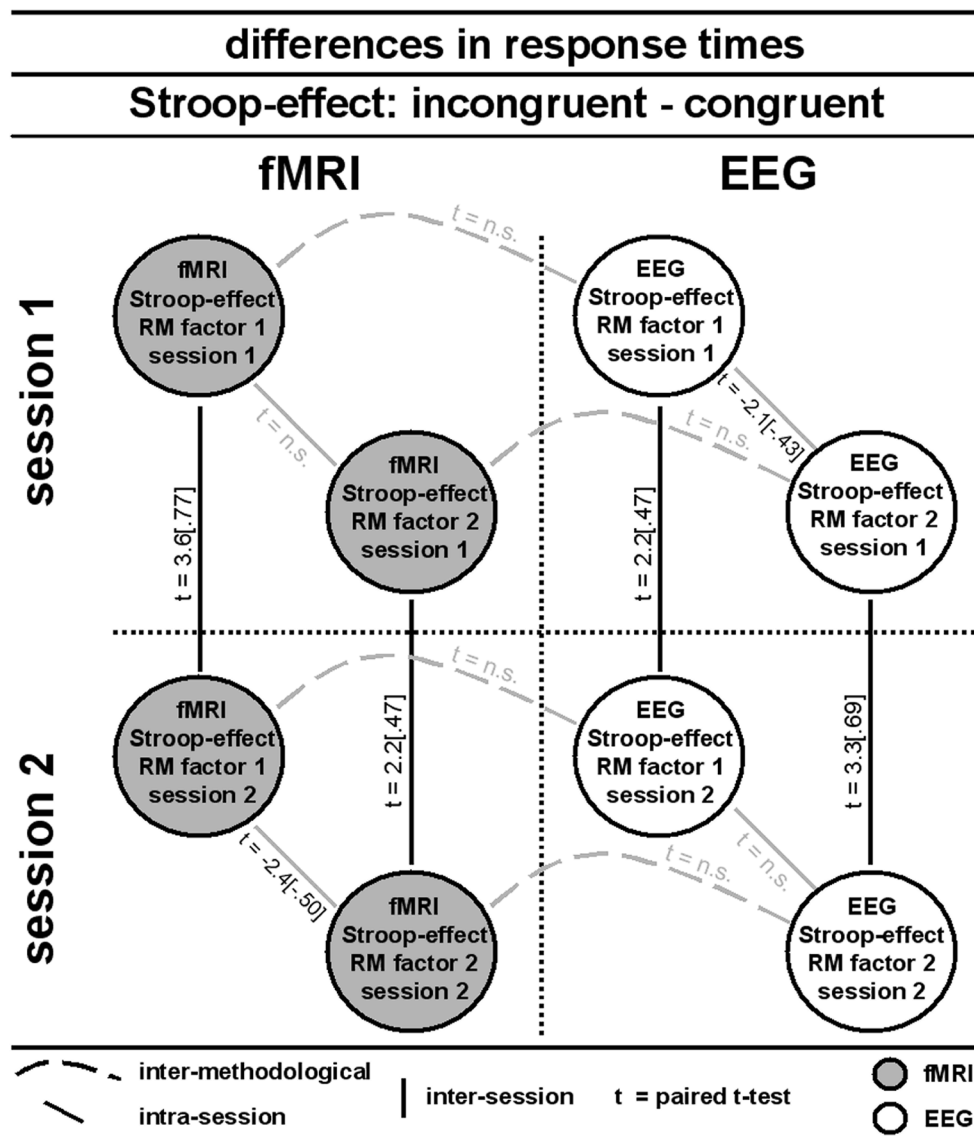 differences in response times
Stroop-effect: incongruent - congruent
fMRI
EEG
session 1
t = n.s.
fMRI
Stroop-effect
RM factor 1
session 1
EEG
Stroop-effect
RM factor 1
session 1
t = n.s.
t = -2.1[-.43]
t = n.s.
fMRI
Stroop-effect
RM factor 2
session 1
EEG
Stroop-effect
RM factor 2
session 1
t = 3.6[.77]
t = 2.2[.47]
session 2
t = n.s.
fMRI
Stroop-effect
RM factor 1
session 2
t = 2.2[.47]
EEG
Stroop-effect
RM factor 1
session 2
t = 3.3[.69]
t = -2.4[-.50]
t = n.s.
t = n.s.
fMRI
Stroop-effect
RM factor 2
session 2
EEG
Stroop-effect
RM factor 2
session 2
inter-methodological
intra-session
inter-session
t = paired t-test
fMRI
EEG